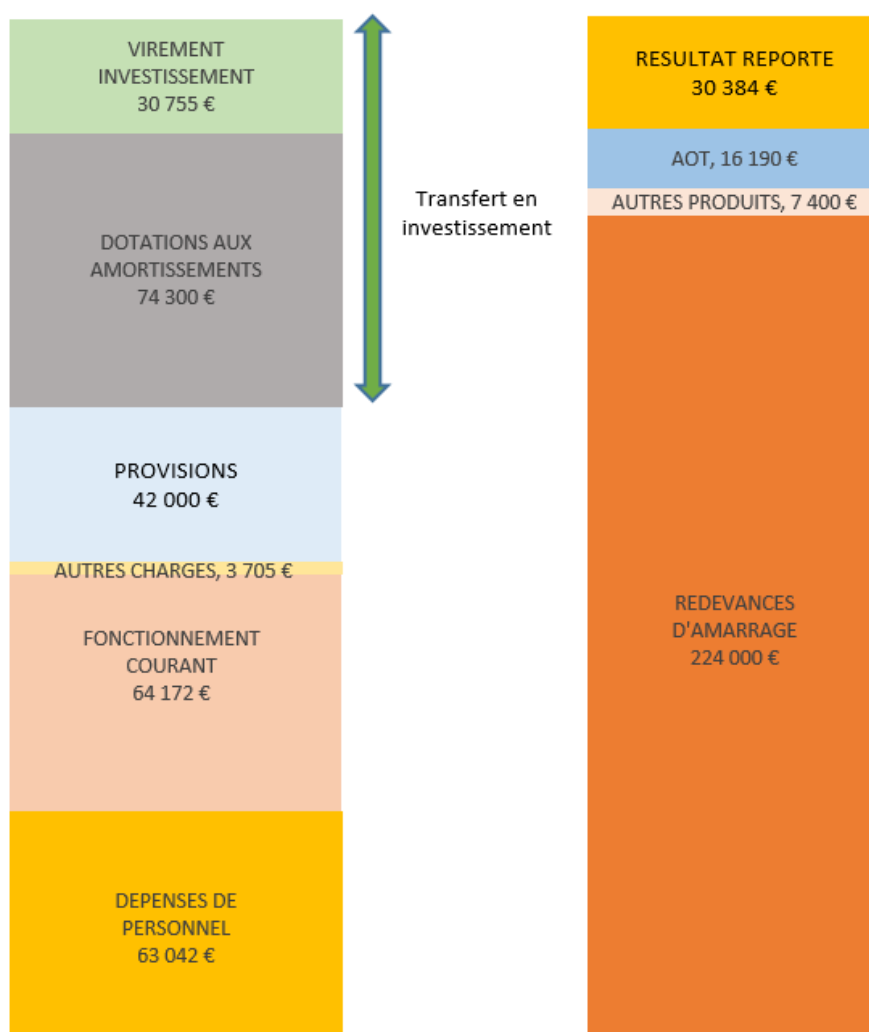 VIREMENT
INVESTISSEMENT
30 755 €
DOTATIONS AUX
AMORTISSEMENTS
74 300 €
PROVISIONS
42 000 €
AUTRES CHARGES, 3 705 €
FONCTIONNEMENT
COURANT
64 172 €
DEPENSES DE
PERSONNEL
63 042 €
Transfert en
investissement
RESULTAT REPORTE
30 384 €
AOT, 16 190 €
AUTRES PRODUITS, 7 400 €
REDEVANCES
D'AMARRAGE
224 000 €